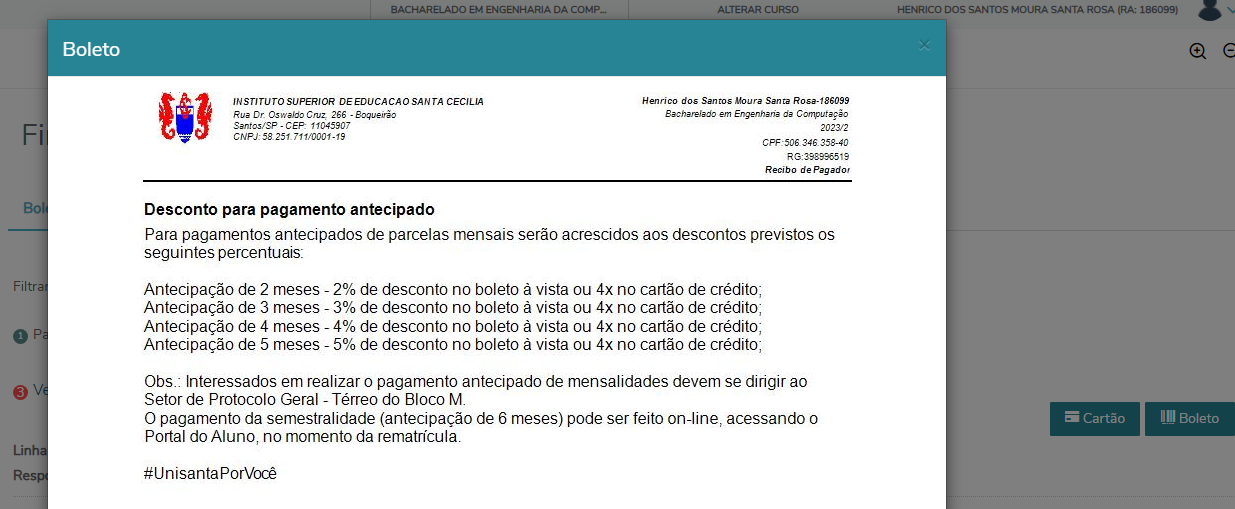 BACHARELADO EM ENGENHARIA DA COMP...
ALTERAR CURSO
HENRICO DOS SANTOS MOURA SANTA ROSA (RA: 186099)
Boleto
×
INSTITUTO SUPERIOR DE EDUCACAO SANTA CECILIA
Rua Dr. Oswaldo Cruz, 266 - Boqueirão
Santos/SP - CEP: 11045907
CNPJ: 58.251.711/0001-19
Henrico dos Santos Moura Santa Rosa-186099
Bacharelado em Engenharia da Computação
2023/2
CPF:506.346.358-40
RG:398996519
Recibo de Pagador
Desconto para pagamento antecipado
Para pagamentos antecipados de parcelas mensais serão acrescidos aos descontos previstos os
seguintes percentuais:
Antecipação de 2 meses - 2% de desconto no boleto à vista ou 4x no cartão de crédito;
Antecipação de 3 meses - 3% de desconto no boleto à vista ou 4x no cartão de crédito;
Antecipação de 4 meses - 4% de desconto no boleto à vista ou 4x no cartão de crédito;
Antecipação de 5 meses - 5% de desconto no boleto à vista ou 4x no cartão de crédito;
Obs.: Interessados em realizar o pagamento antecipado de mensalidades devem se dirigir ao
Setor de Protocolo Geral - Térreo do Bloco M.
O pagamento da semestralidade (antecipação de 6 meses) pode ser feito on-line, acessando o
Portal do Aluno, no momento da rematrícula.
#UnisantaPorVocê
Fi
Bol
Filtrar
1 Pa
3 Ve
Linha
Respo
Cartão
Boleto